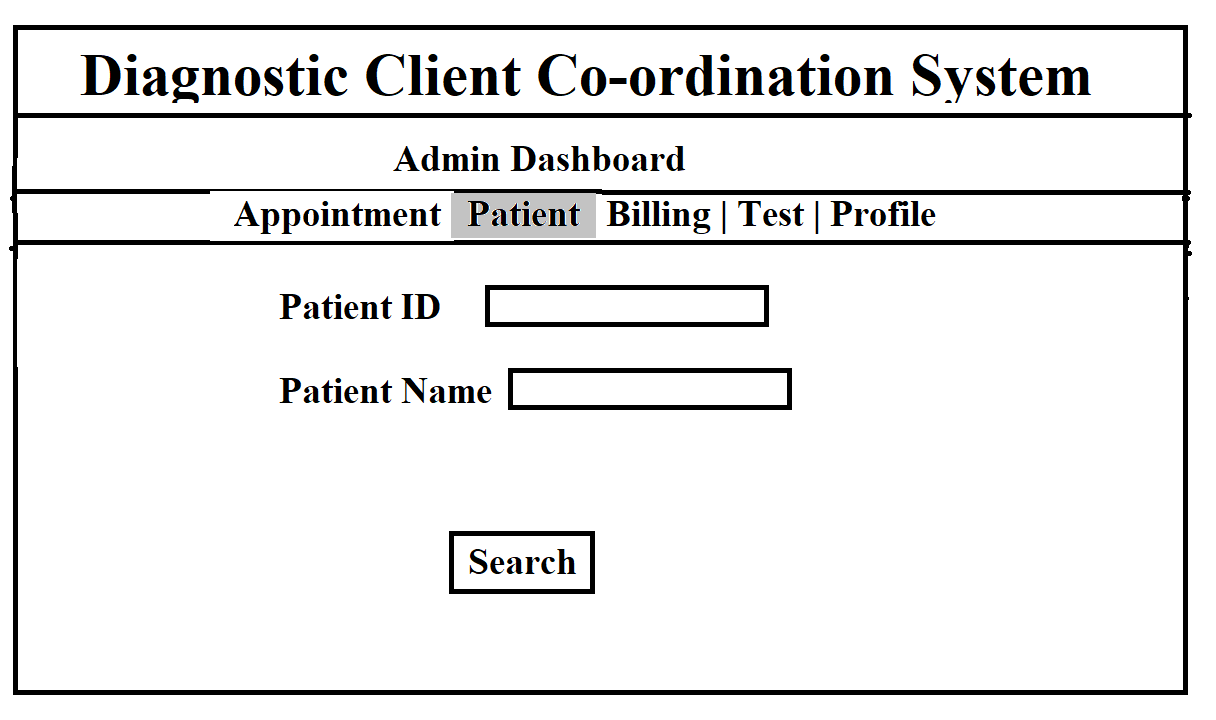 Diagnostic Client Co-ordination System
Admin Dashboard
Appointment Patient Billing | Test | Profile
Patient ID
Patient Name
Search